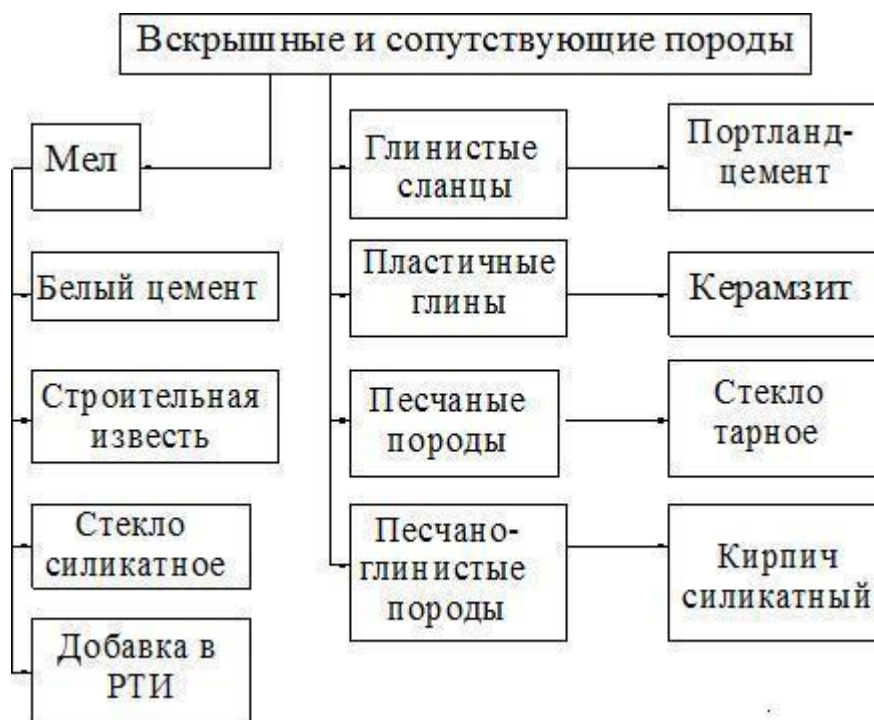 Вскрышные и сопутствующие породы
Мел
Белый цемент
Строительная
известь
Стекло
силикатное
Добавка в
РТИ
Глинистые
сланцы
Пластичные
глины
Песчаные
породы
Песчано-
глинистые
породы
Портланд-
цемент
Керамзит
Стекло
тарное
Кирпич
силикатный